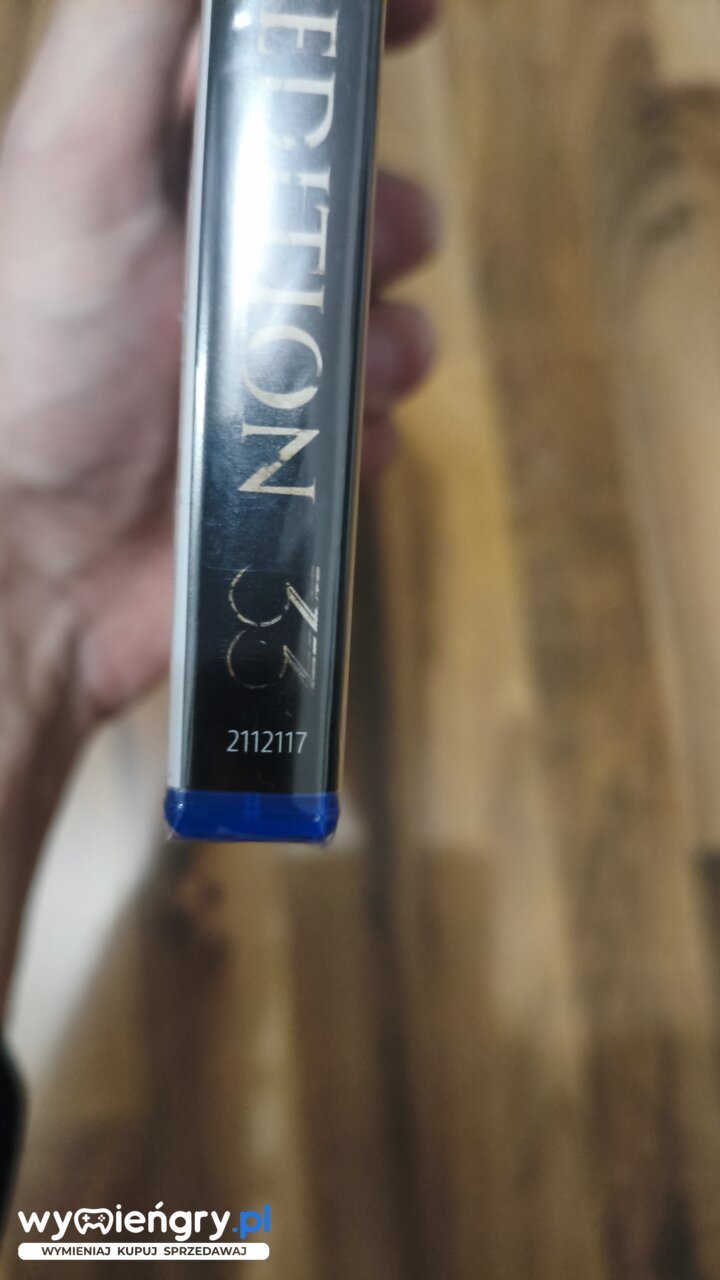 EDITION 33
2112117
wymieńgry.pl
WYMIENIAJ KUPUJ SPRZEDAWAJ